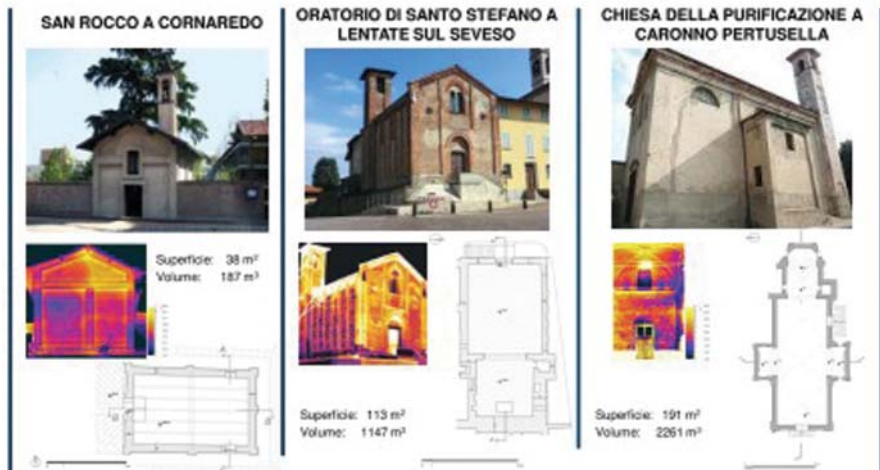 SAN ROCCO A CORNAREDO
Superficie: 38 m²
Volume: 187 m³
ORATORIO DI SANTO STEFANO A
LENTATE SUL SEVESO
Superficie: 113 m²
Volume: 1147 m³
CHIESA DELLA PURIFICAZIONE A
CARONNO PERTUSELLA
Superficie: 191 m²
Volume: 2261 m³